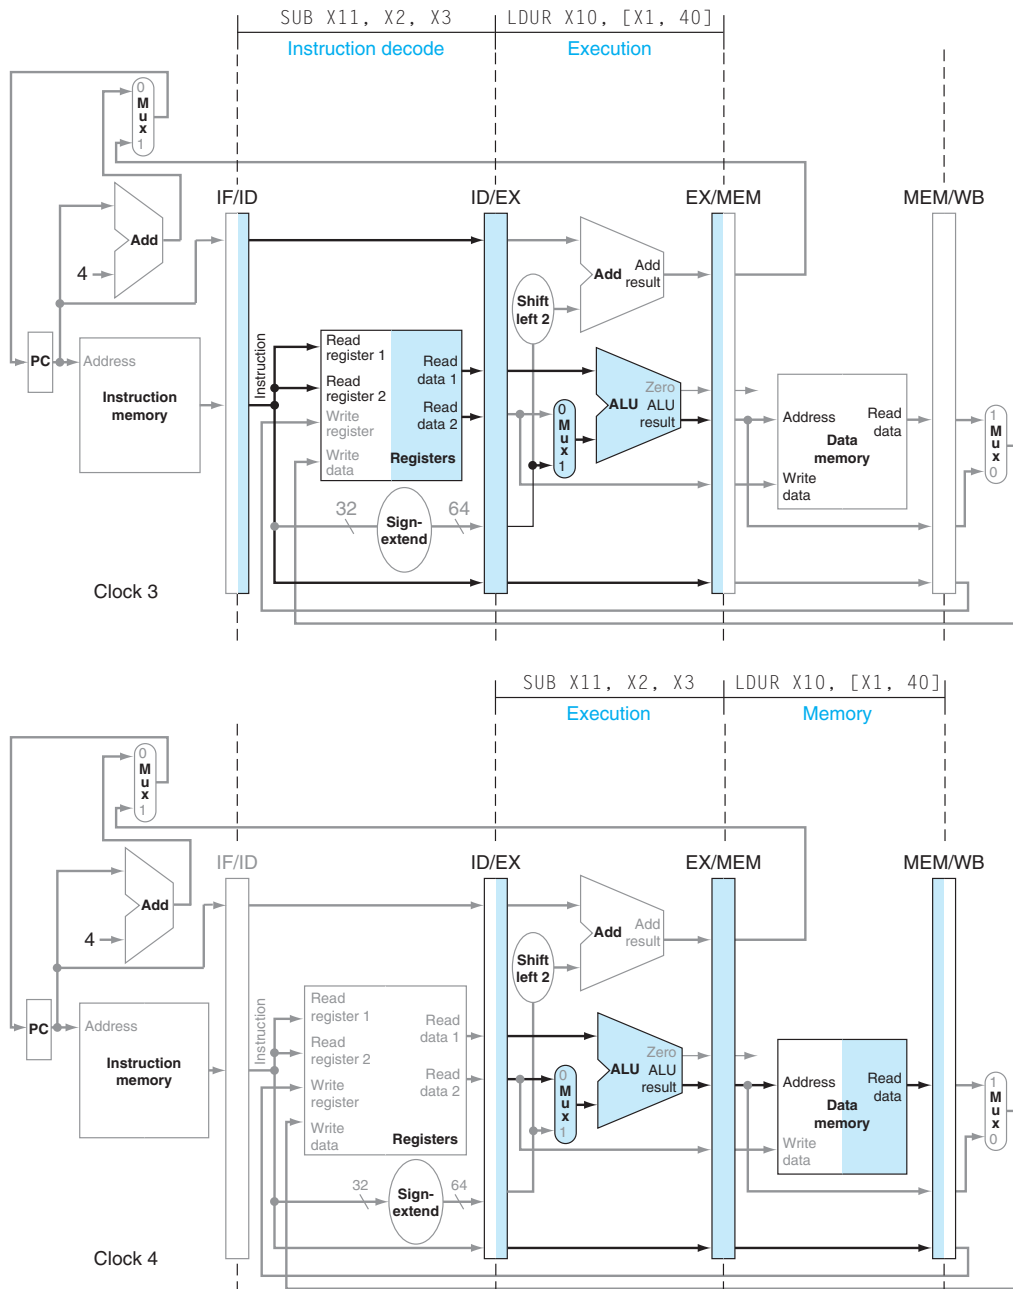 SUB X11, X2, X3
LDUR X10, [X1, 40]
Instruction decode
Execution
0
M
u
x
1
IF/ID
ID/EX
EX/MEM
MEM/WB
Add
4
Add
Add
result
Shift
left 2
PC
Address
Instruction
memory
Instruction
Read
register 1
Read
register 2
Write
register
Write
data
Read
data 1
Read
data 2
Registers
0
M
u
x
1
Zero
ALU
ALU
result
Address
Read
data
Data
memory
Write
data
1
M
u
x
0
32
Sign-
extend
64
Clock 3
SUB X11, X2, X3
LDUR X10, [X1, 40]
Execution
Memory
0
M
u
x
1
IF/ID
ID/EX
EX/MEM
MEM/WB
Add
4
Add
Add
result
Shift
left 2
PC
Address
Instruction
memory
Instruction
Read
register 1
Read
register 2
Write
register
Write
data
Read
data 1
Read
data 2
Registers
0
M
u
x
1
Zero
ALU
ALU
result
Address
Read
data
Data
memory
Write
data
1
M
u
x
0
32
Sign-
extend
64
Clock 4